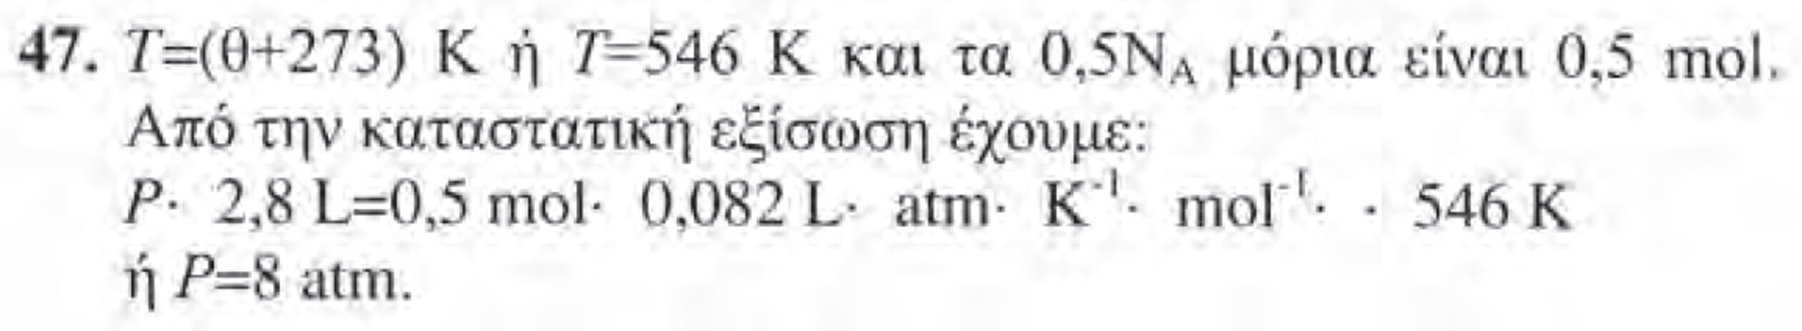 47. T=(θ+273) K ή T=546 K και τα 0,5N_A μόρια είναι 0,5 mol.
Από την καταστατική εξίσωση έχουμε:
P· 2,8 L=0,5 mol· 0,082 L· atm· K⁻¹· mol⁻¹· · 546 K
ή P=8 atm.